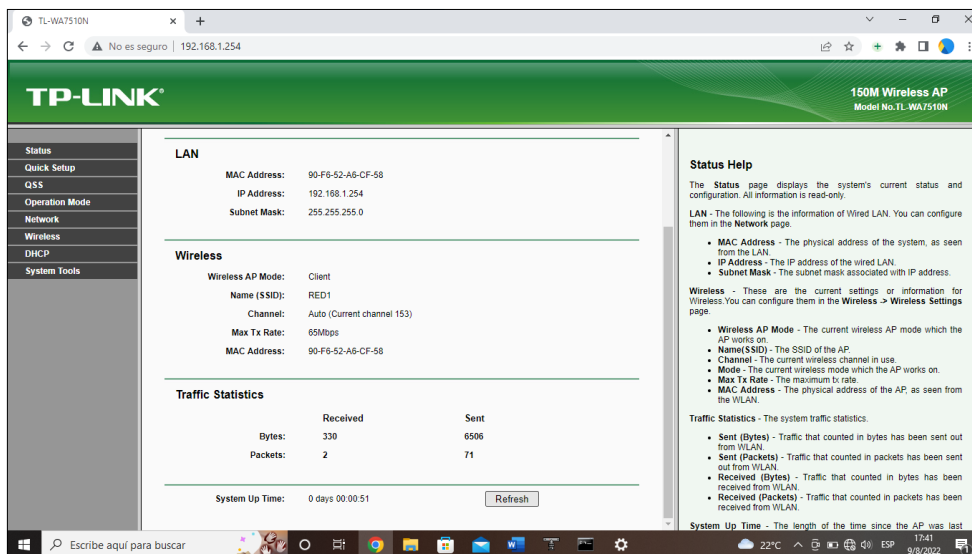 TL-WA7510N
No es seguro
192.168.1.254
TP-LINK®
150M Wireless AP
Model No.TL-WA7510N
Status
Quick Setup
QSS
Operation Mode
Network
Wireless
DHCP
System Tools
LAN
MAC Address: 90-F6-52-A6-CF-58
IP Address: 192.168.1.254
Subnet Mask: 255.255.255.0
Wireless
Wireless AP Mode: Client
Name (SSID): RED1
Channel: Auto (Current channel 153)
Max Tx Rate: 65Mbps
MAC Address: 90-F6-52-A6-CF-58
Traffic Statistics
Received Sent
Bytes: 330 6506
Packets: 2 71
System Up Time: 0 days 00:00:51 Refresh
Status Help
The Status page displays the system's current status and
configuration. All information is read-only.
LAN - The following is the information of Wired LAN. You can configure
them in the Network page.
MAC Address - The physical address of the system, as seen
from the LAN.
IP Address - The IP address of the wired LAN.
Subnet Mask - The subnet mask associated with IP address.
Wireless - These are the current settings or information for
Wireless.You can configure them in the Wireless -> Wireless Settings
page.
Wireless AP Mode - The current wireless AP mode which the
AP works on.
Name(SSID) - The SSID of the AP.
Channel - The current wireless channel in use.
Mode - The current wireless mode which the AP works on.
Max Tx Rate - The maximum tx rate.
MAC Address - The physical address of the AP, as seen from
the WLAN.
Traffic Statistics - The system traffic statistics.
Sent (Bytes) - Traffic that counted in bytes has been sent out
from WLAN.
Sent (Packets) - Traffic that counted in packets has been sent
out from WLAN.
Received (Bytes) - Traffic that counted in bytes has been
received from WLAN.
Received (Packets) - Traffic that counted in packets has been
received from WLAN.
System Up Time - The length of the time since the AP was last
Escribe aquí para buscar
22°C
ESP
17:41
9/8/2022